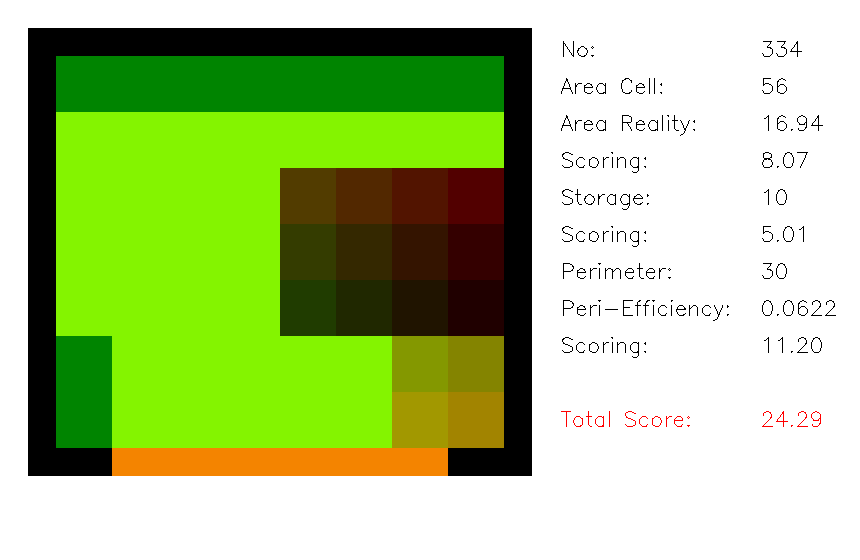 No: 334
Area Cell: 56
Area Reality: 16.94
Scoring: 8.07
Storage: 10
Scoring: 5.01
Perimeter: 30
Peri-Efficiency: 0.0622
Scoring: 11.20
Total Score: 24.29